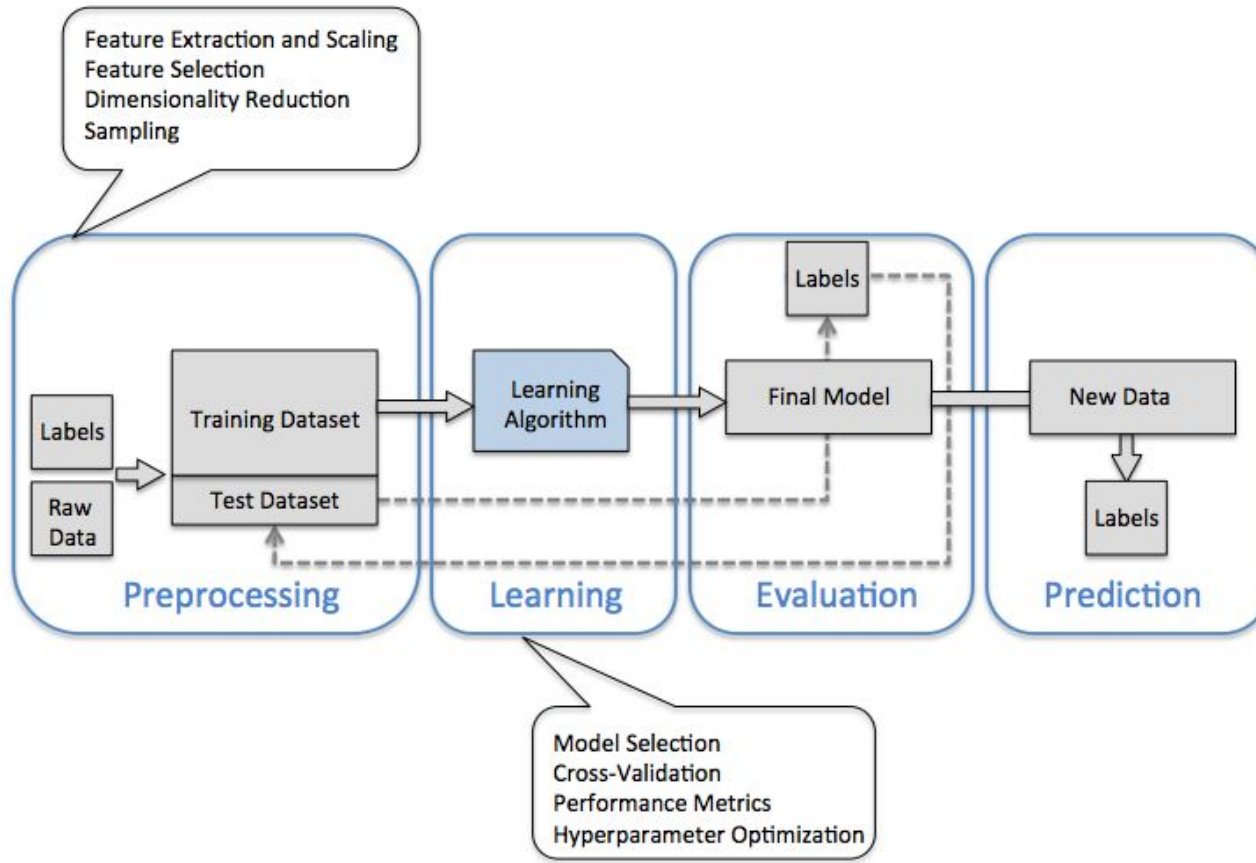 Feature Extraction and Scaling
Feature Selection
Dimensionality Reduction
Sampling
Labels
Raw
Data
Training Dataset
Test Dataset
Preprocessing
Learning
Algorithm
Learning
Labels
Final Model
Evaluation
New Data
Labels
Prediction
Model Selection
Cross-Validation
Performance Metrics
Hyperparameter Optimization